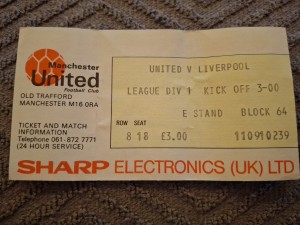 Manchester
United
Football Club
OLD TRAFFORD
MANCHESTER M16 0RA
TICKET AND MATCH
INFORMATION
Telephone 061-872 7771
(24 HOUR SERVICE)
UNITED V LIVERPOOL
LEAGUE DIV 1 KICK OFF 3-00
E STAND BLOCK 64
ROW SEAT
8 18 £3.00 110910239
SHARP ELECTRONICS (UK) LTD